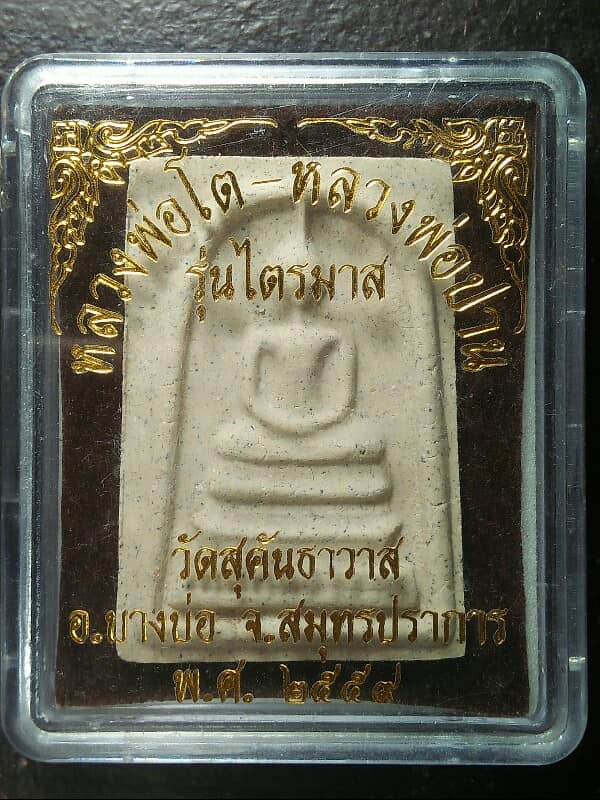 หลวงพ่อโต - หลวงพ่อปาน
รุ่นไตรมาส
วัดสุคันธาวาส
อ.บางบ่อ จ.สมุทรปราการ
พ.ศ. ๒๕๕๙